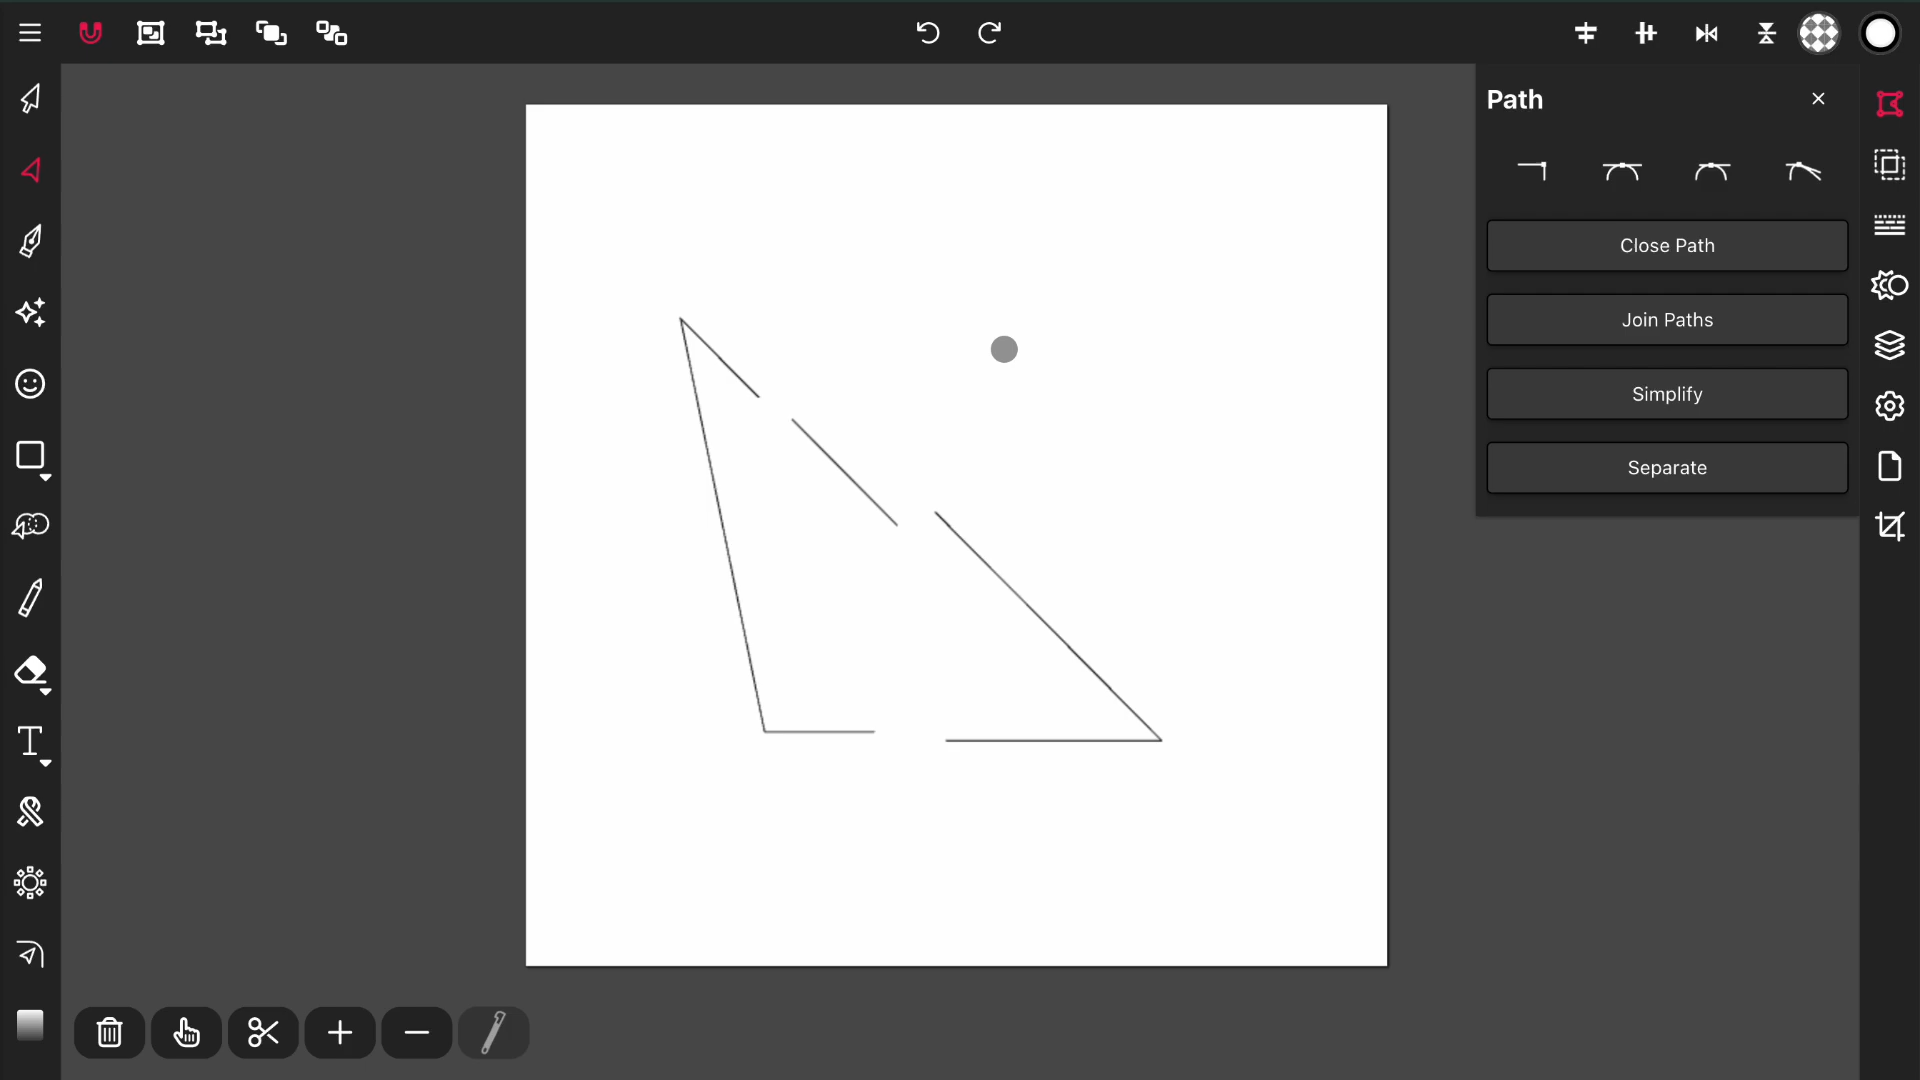 Path
Close Path
Join Paths
Simplify
Separate